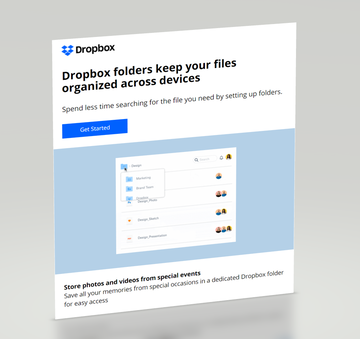 Dropbox
Dropbox folders keep your files
organized across devices
Spend less time searching for the file you need by setting up folders.
Get Started
Design
Store photos and videos from special events
Save all your memories from special occasions in a dedicated Dropbox folder
for easy access